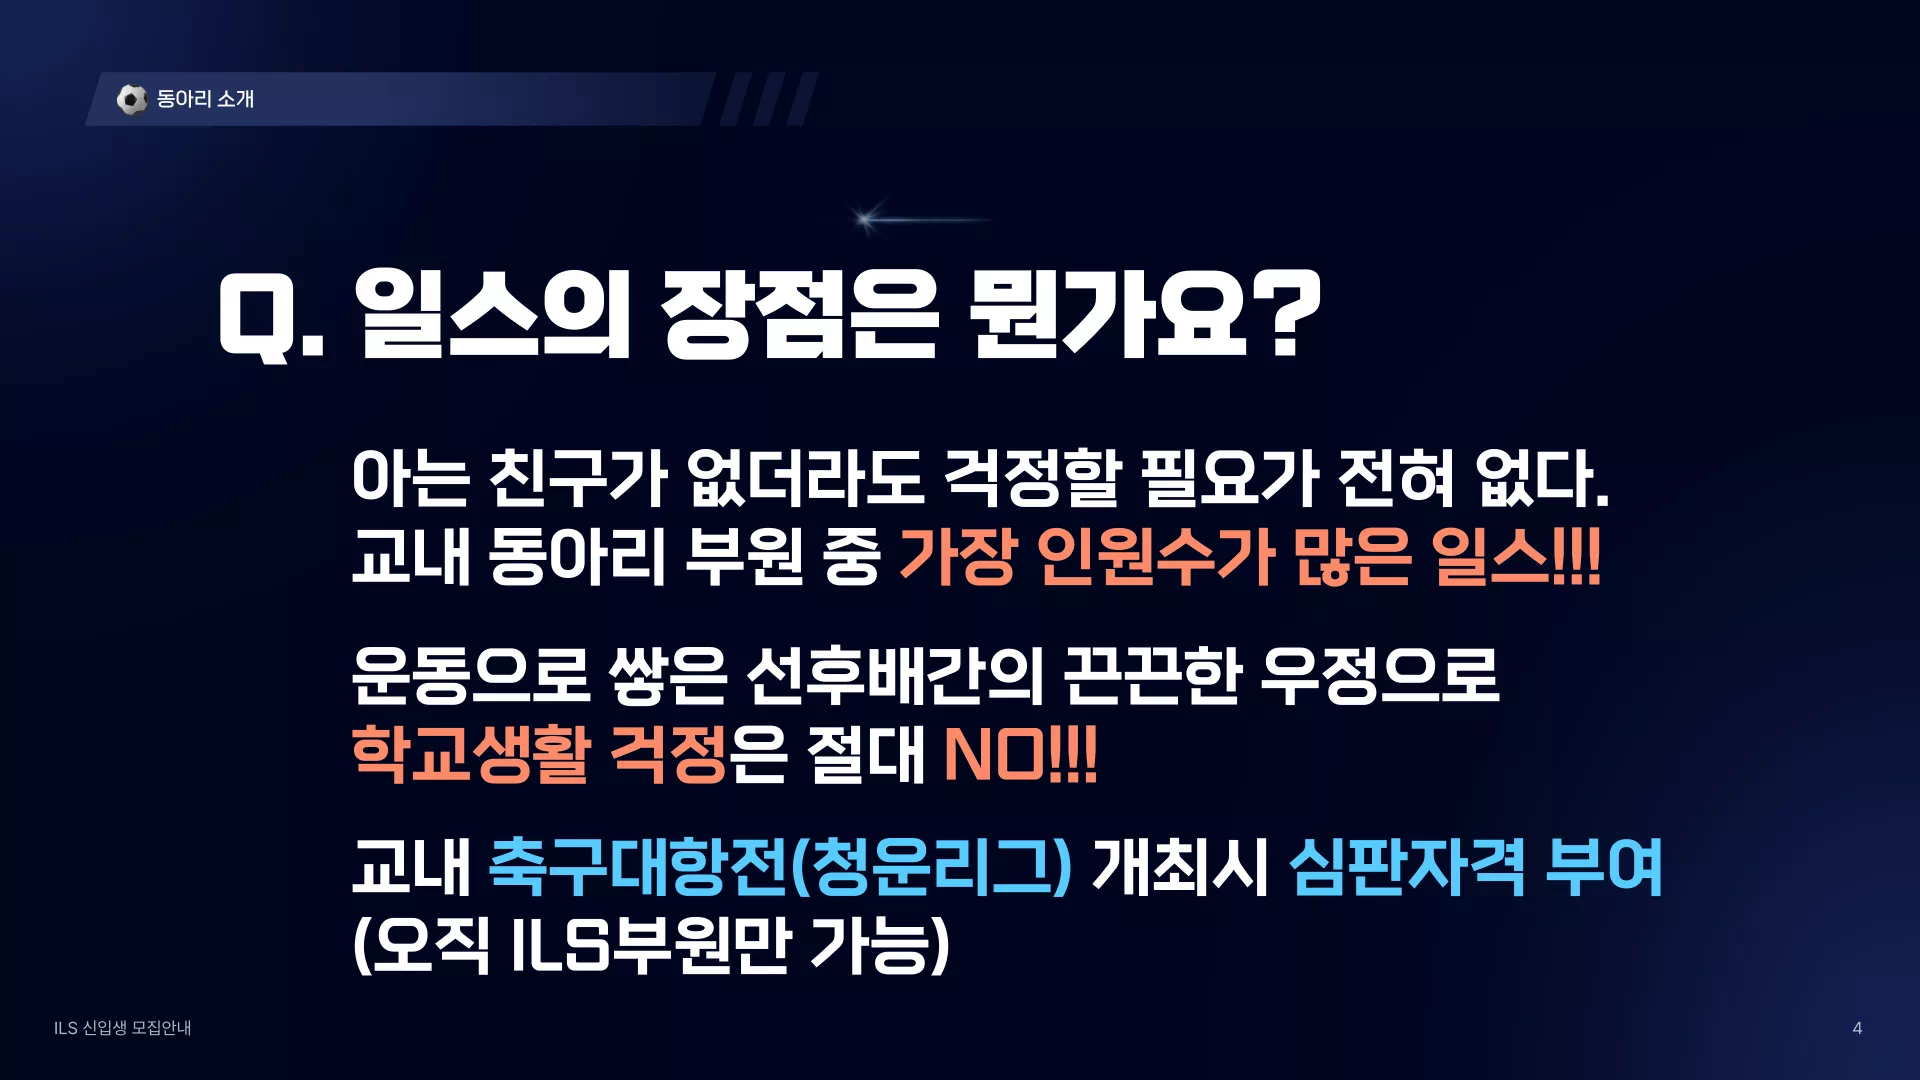 동아리 소개
Q. 일스의 장점은 뭔가요?
아는 친구가 없더라도 걱정할 필요가 전혀 없다.
교내 동아리 부원 중 가장 인원수가 많은 일스!!!
운동으로 쌓은 선후배간의 끈끈한 우정으로
학교생활 걱정은 절대 NO!!!
교내 축구대항전(청운리그) 개최시 심판자격 부여
(오직 ILS부원만 가능)
ILS 신입생 모집안내
4